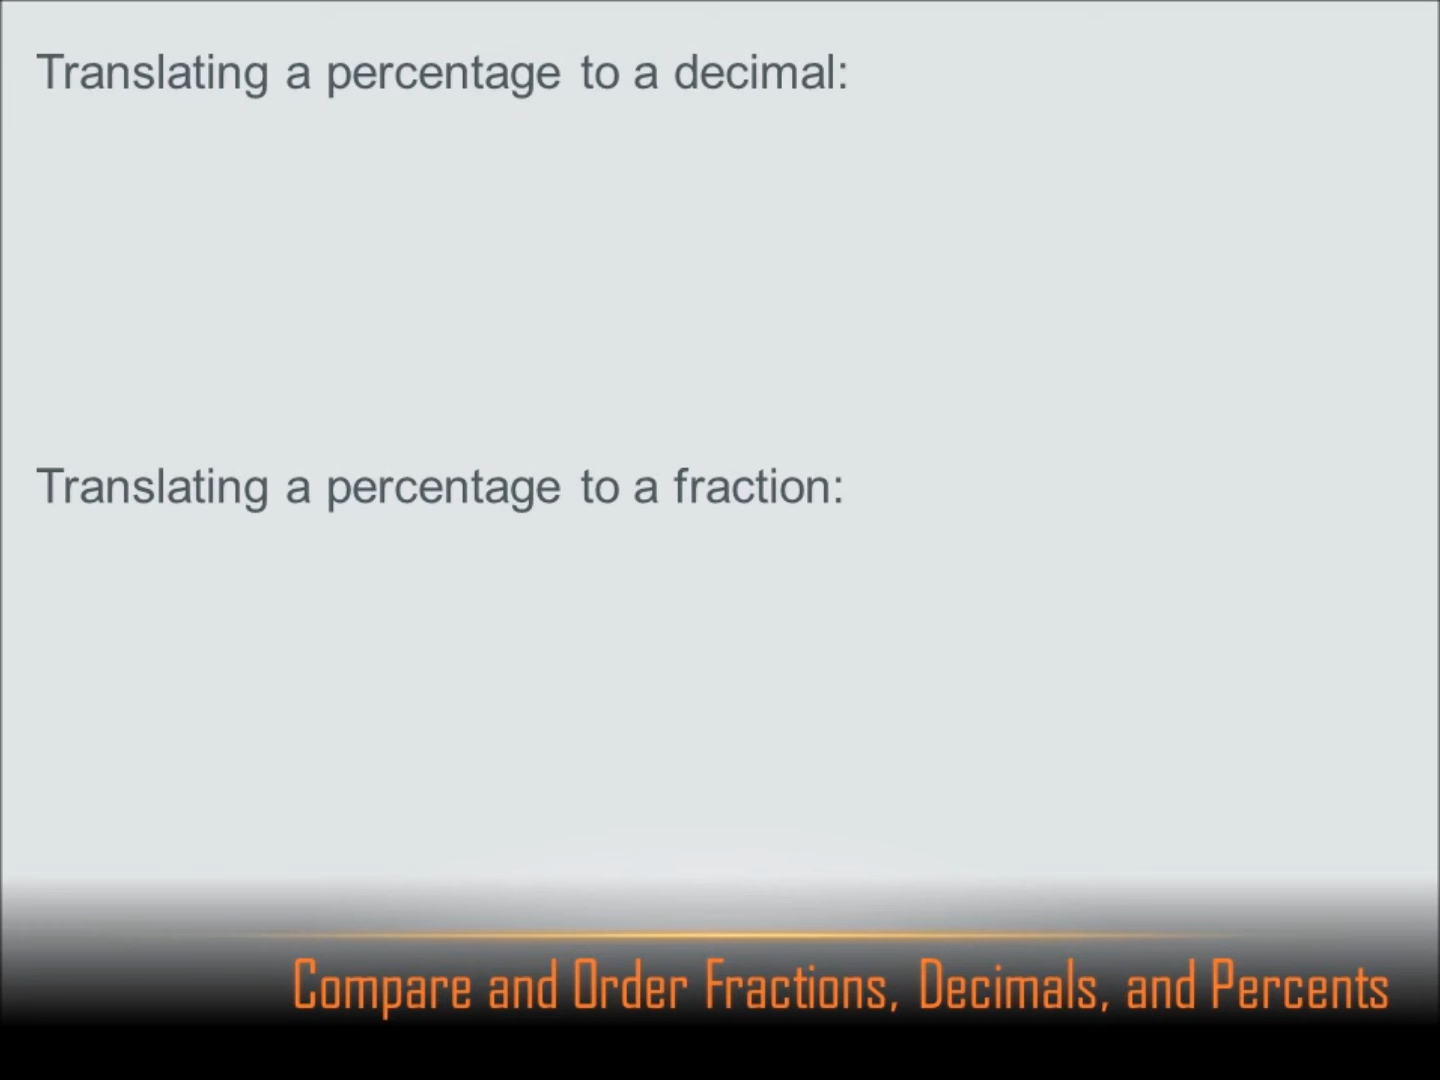 Translating a percentage to a decimal:
Translating a percentage to a fraction:
Compare and Order Fractions, Decimals, and Percents